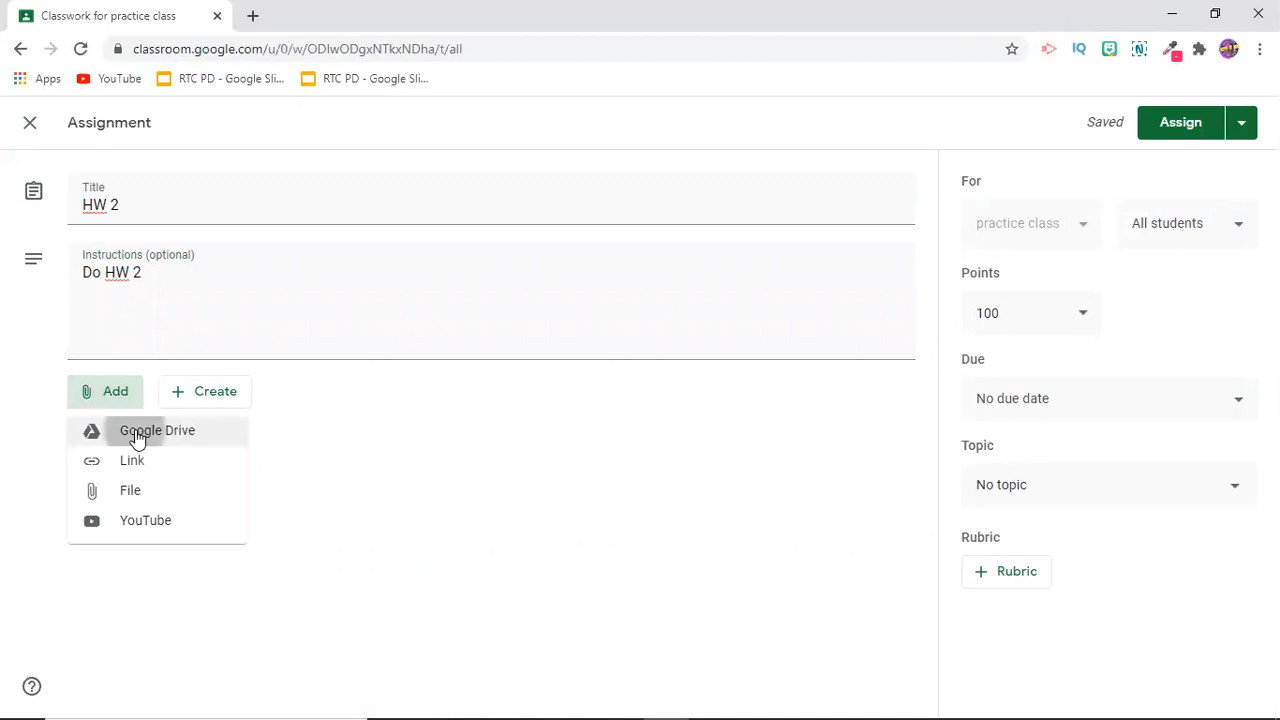 Classwork for practice class
classroom.google.com/u/0/w/ODIwODgxNTkxNDha/t/all
Apps
YouTube
RTC PD - Google Sli...
RTC PD - Google Sli...
IQ
N
Assignment
Saved
Assign
Title
HW 2
Instructions (optional)
Do HW 2
Add
Create
Google Drive
Link
File
YouTube
For
practice class
All students
Points
100
Due
No due date
Topic
No topic
Rubric
Rubric